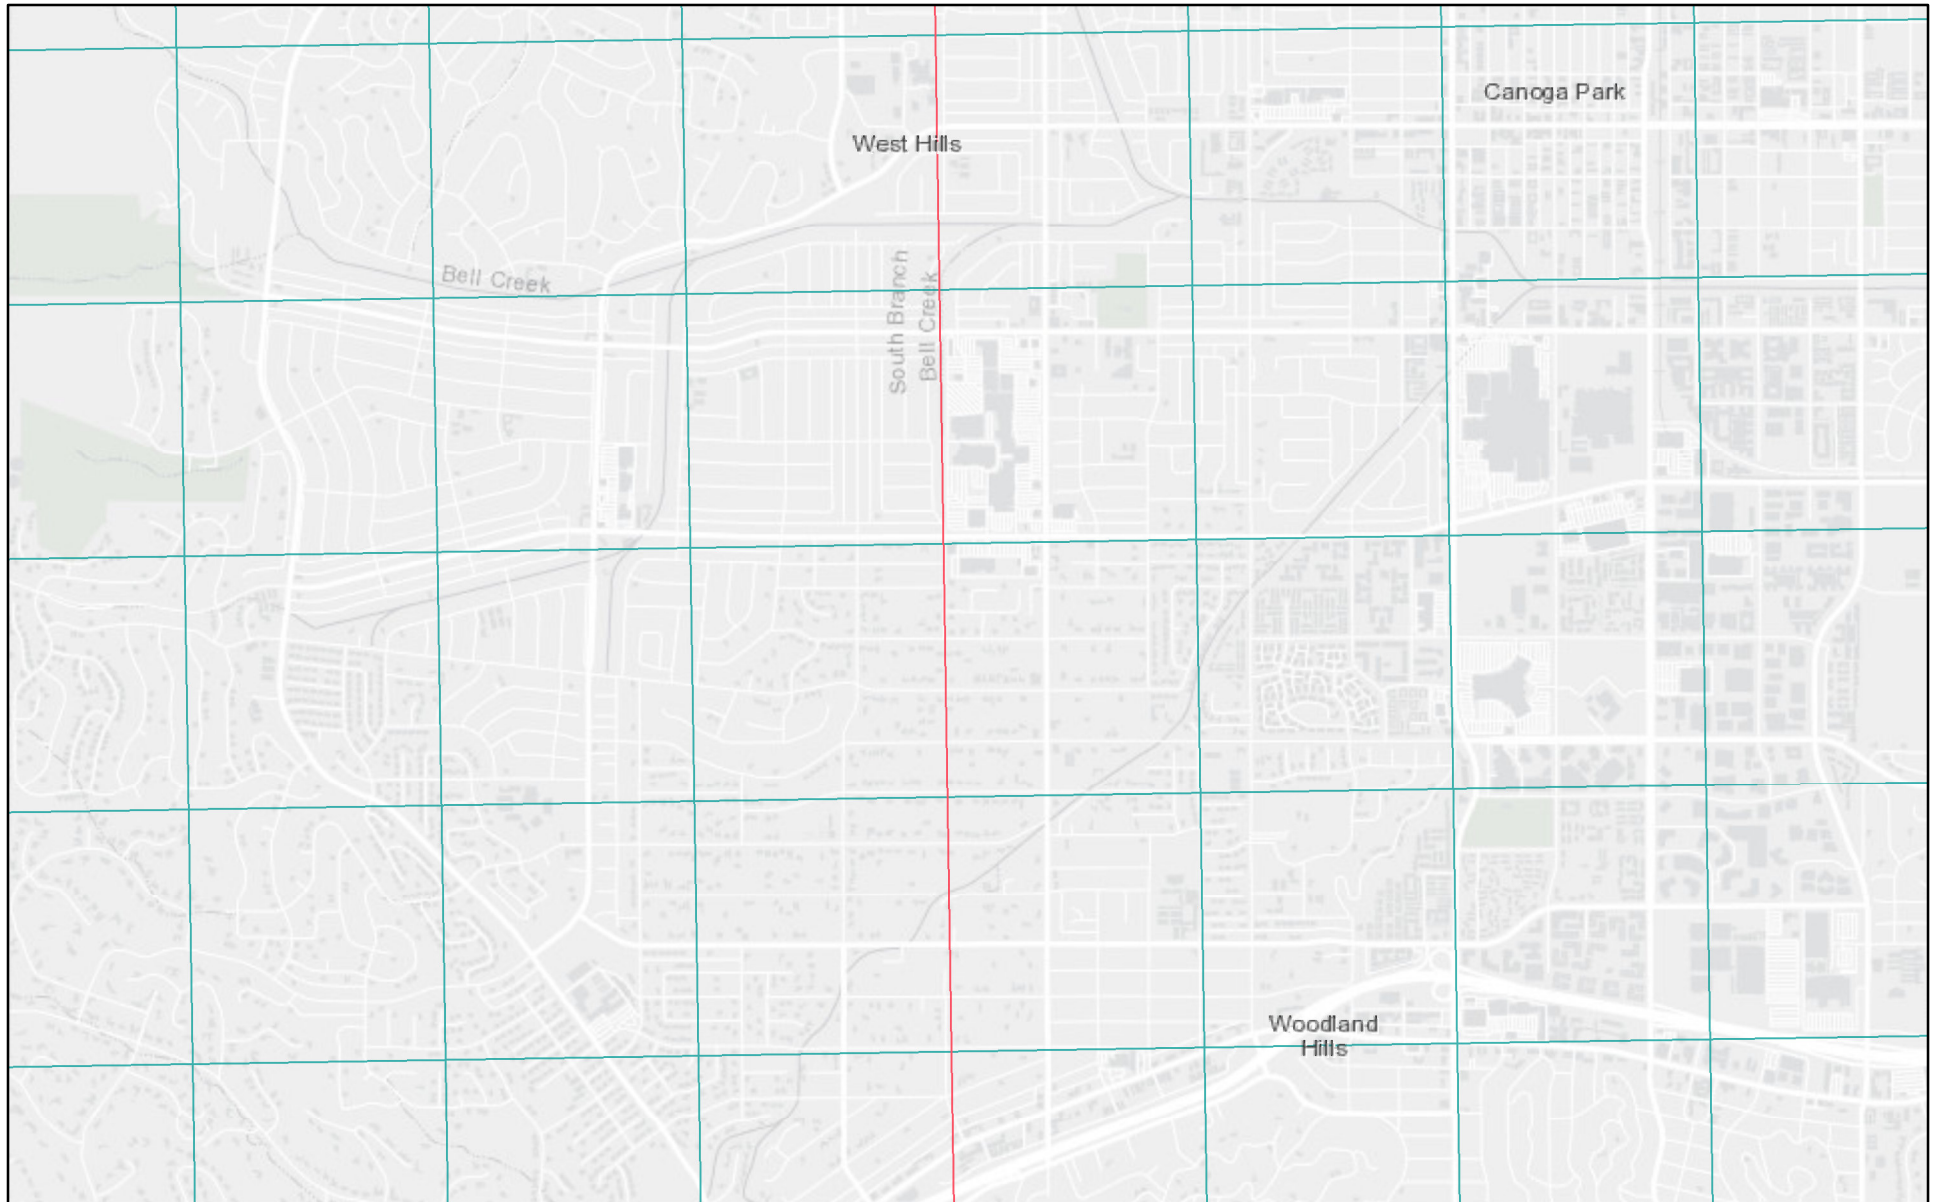 Canoga Park
West Hills
Bell Creek
South Branch
Bell Creek
Woodland
Hills